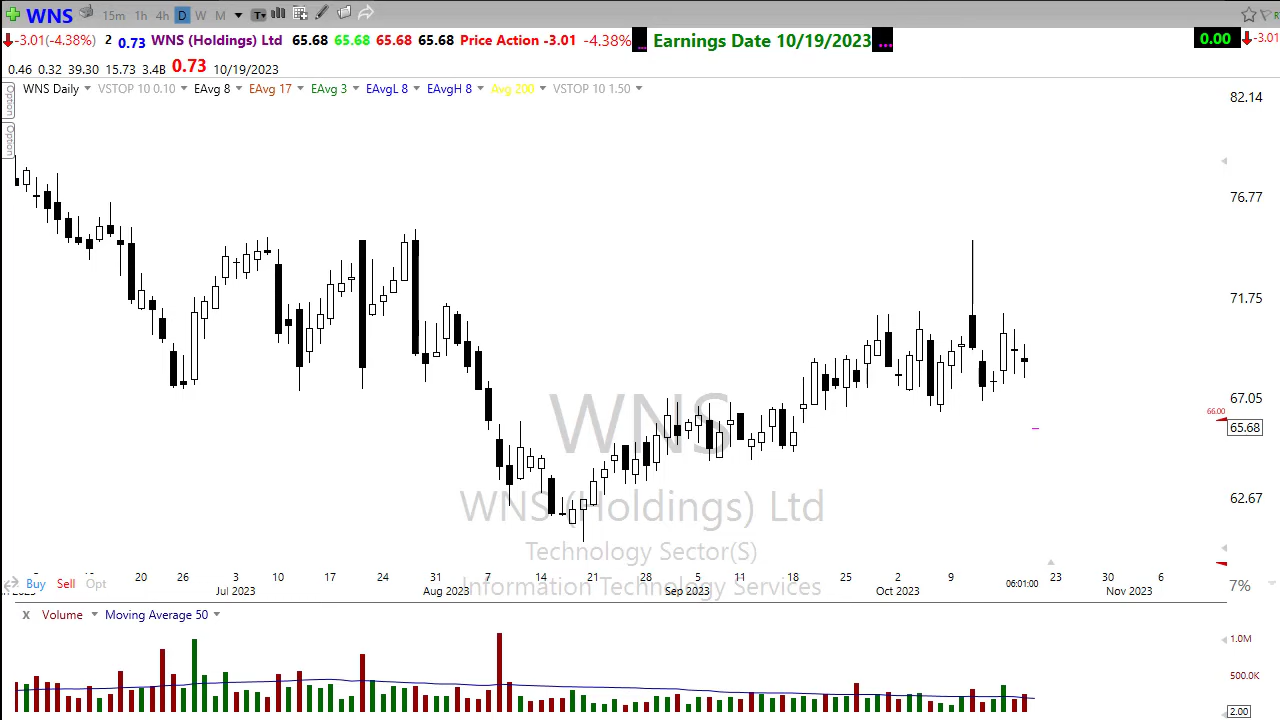 WNS 15m 1h 4h D W M T
-3.01(-4.38%) 2 0.73 WNS (Holdings) Ltd 65.68 65.68 65.68 65.68 Price Action -3.01 -4.38% ... Earnings Date 10/19/2023 ... 0.00 -3.01
0.46 0.32 39.30 15.73 3.4B 0.73 10/19/2023
WNS Daily VSTOP 10 0.10 EAvg 8 EAvg 17 EAvg 3 EAvgL 8 EAvgH 8 Avg 200 VSTOP 10 1.50
Option
Option
82.14
76.77
71.75
67.05
66.00
65.68
62.67
WNS
WNS (Holdings) Ltd
Technology Sector(S)
Information Technology Services
20 26 3 10 17 24 31 7 14 21 28 5 11 18 25 2 9 06:01:00 23 30 6
Buy Sell Opt 7%
Jul 2023 Aug 2023 Sep 2023 Oct 2023 Nov 2023
X Volume Moving Average 50
1.0M
500.0K
2.00